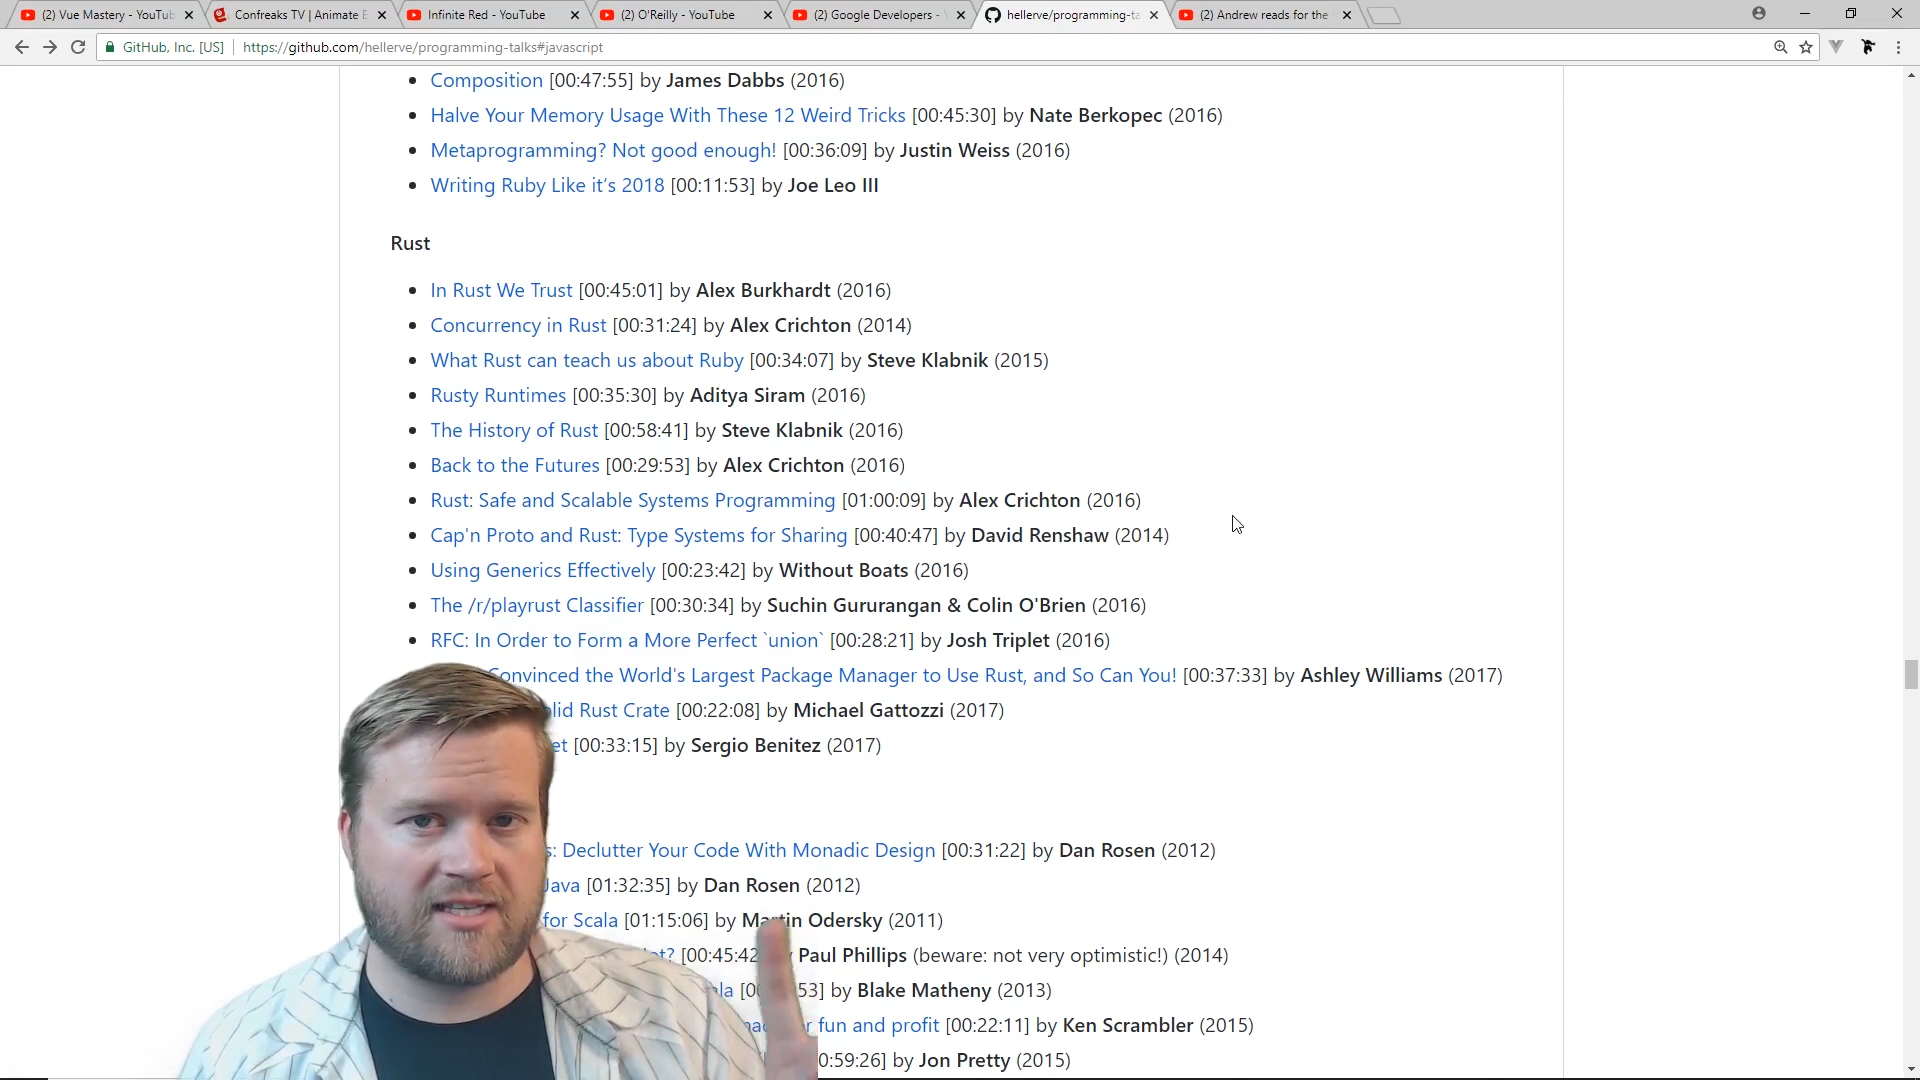 (2) Vue Mastery - YouTub
Confreaks TV | Animate E
Infinite Red - YouTube
(2) O'Reilly - YouTube
(2) Google Developers -
hellerve/programming-ta
(2) Andrew reads for the
GitHub, Inc. [US] https://github.com/hellerve/programming-talks#javascript
Composition [00:47:55] by James Dabbs (2016)
Halve Your Memory Usage With These 12 Weird Tricks [00:45:30] by Nate Berkopec (2016)
Metaprogramming? Not good enough! [00:36:09] by Justin Weiss (2016)
Writing Ruby Like it’s 2018 [00:11:53] by Joe Leo III
Rust
In Rust We Trust [00:45:01] by Alex Burkhardt (2016)
Concurrency in Rust [00:31:24] by Alex Crichton (2014)
What Rust can teach us about Ruby [00:34:07] by Steve Klabnik (2015)
Rusty Runtimes [00:35:30] by Aditya Siram (2016)
The History of Rust [00:58:41] by Steve Klabnik (2016)
Back to the Futures [00:29:53] by Alex Crichton (2016)
Rust: Safe and Scalable Systems Programming [01:00:09] by Alex Crichton (2016)
Cap'n Proto and Rust: Type Systems for Sharing [00:40:47] by David Renshaw (2014)
Using Generics Effectively [00:23:42] by Without Boats (2016)
The /r/playrust Classifier [00:30:34] by Suchin Gururangan & Colin O'Brien (2016)
RFC: In Order to Form a More Perfect `union` [00:28:21] by Josh Triplet (2016)
Convinced the World's Largest Package Manager to Use Rust, and So Can You! [00:37:33] by Ashley Williams (2017)
lid Rust Crate [00:22:08] by Michael Gattozzi (2017)
et [00:33:15] by Sergio Benitez (2017)
s: Declutter Your Code With Monadic Design [00:31:22] by Dan Rosen (2012)
Java [01:32:35] by Dan Rosen (2012)
for Scala [01:15:06] by Martin Odersky (2011)
t? [00:45:42 Paul Phillips (beware: not very optimistic!) (2014)
la [00 53] by Blake Matheny (2013)
r fun and profit [00:22:11] by Ken Scrambler (2015)
0:59:26] by Jon Pretty (2015)